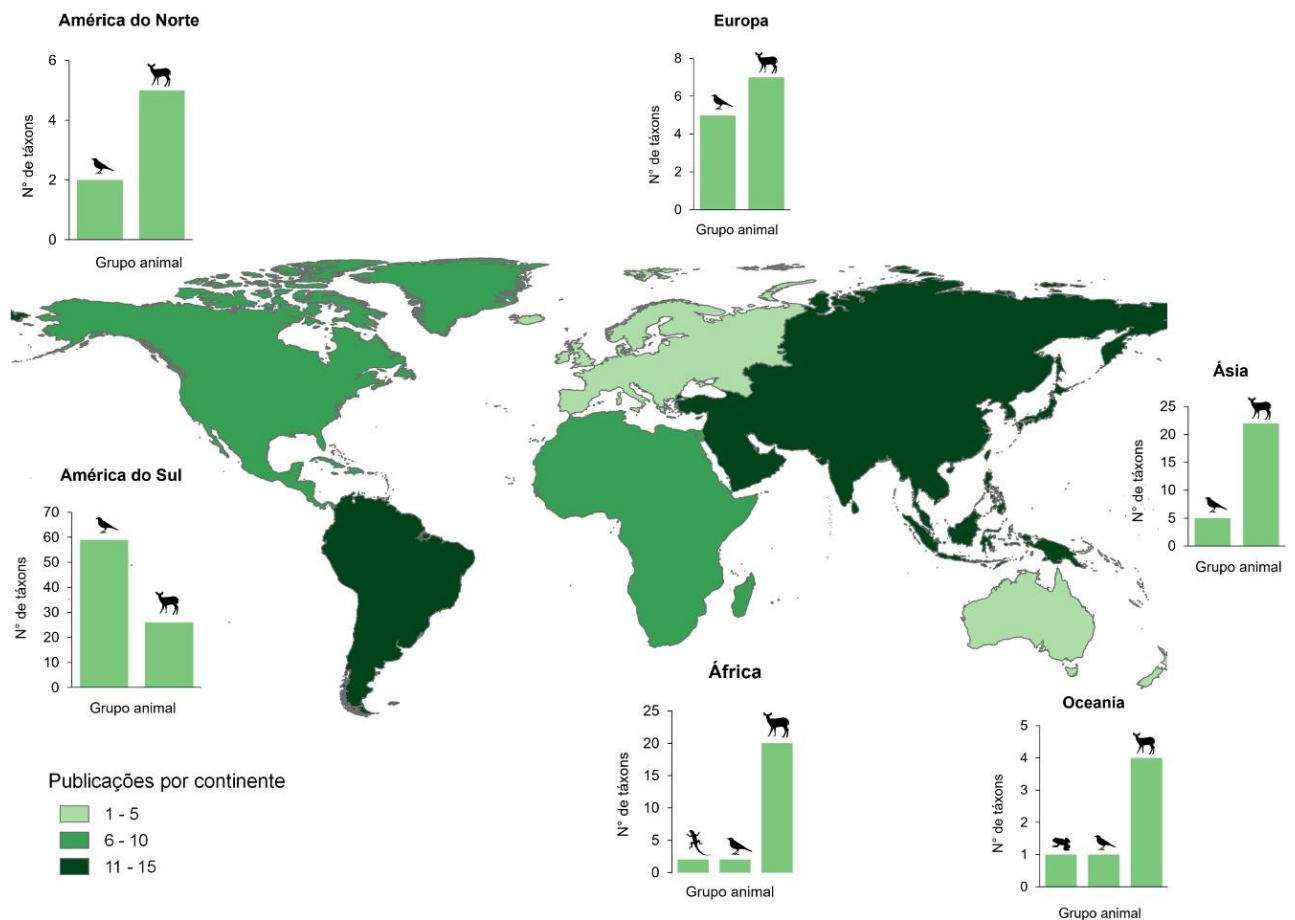 América do Norte
6
4
2
0
N° de táxons
Grupo animal
Europa
8
6
4
2
0
N° de táxons
Grupo animal
Ásia
25
20
15
10
5
0
N° de táxons
Grupo animal
América do Sul
70
60
50
40
30
20
10
0
N° de táxons
Grupo animal
África
25
20
15
10
5
0
N° de táxons
Grupo animal
Oceania
5
4
3
2
1
0
N° de táxons
Grupo animal
Publicações por continente
1 - 5
6 - 10
11 - 15